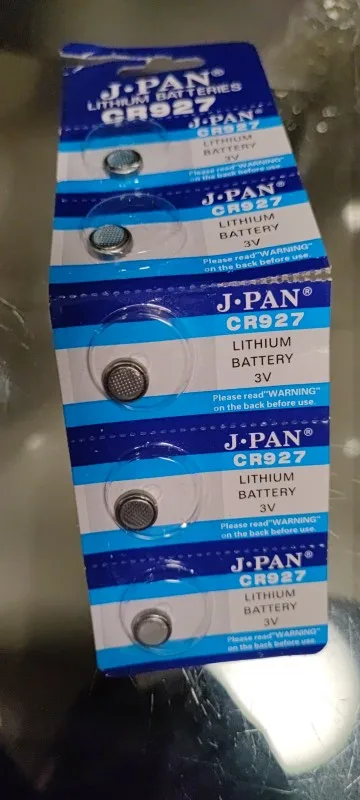 J·PAN®
LITHIUM BATTERIES
CR927
J·PAN®
CR927
LITHIUM
BATTERY
3V
Please read"WARNING"
on the back before use.
J·PAN®
CR927
LITHIUM
BATTERY
3V
Please read"WARNING"
on the back before use.
J·PAN®
CR927
LITHIUM
BATTERY
3V
Please read"WARNING"
on the back before use.
J·PAN®
CR927
LITHIUM
BATTERY
3V
Please read"WARNING"
on the back before use.
J·PAN®
CR927
LITHIUM
BATTERY
3V
Please read"WARNING"
on the back before use.